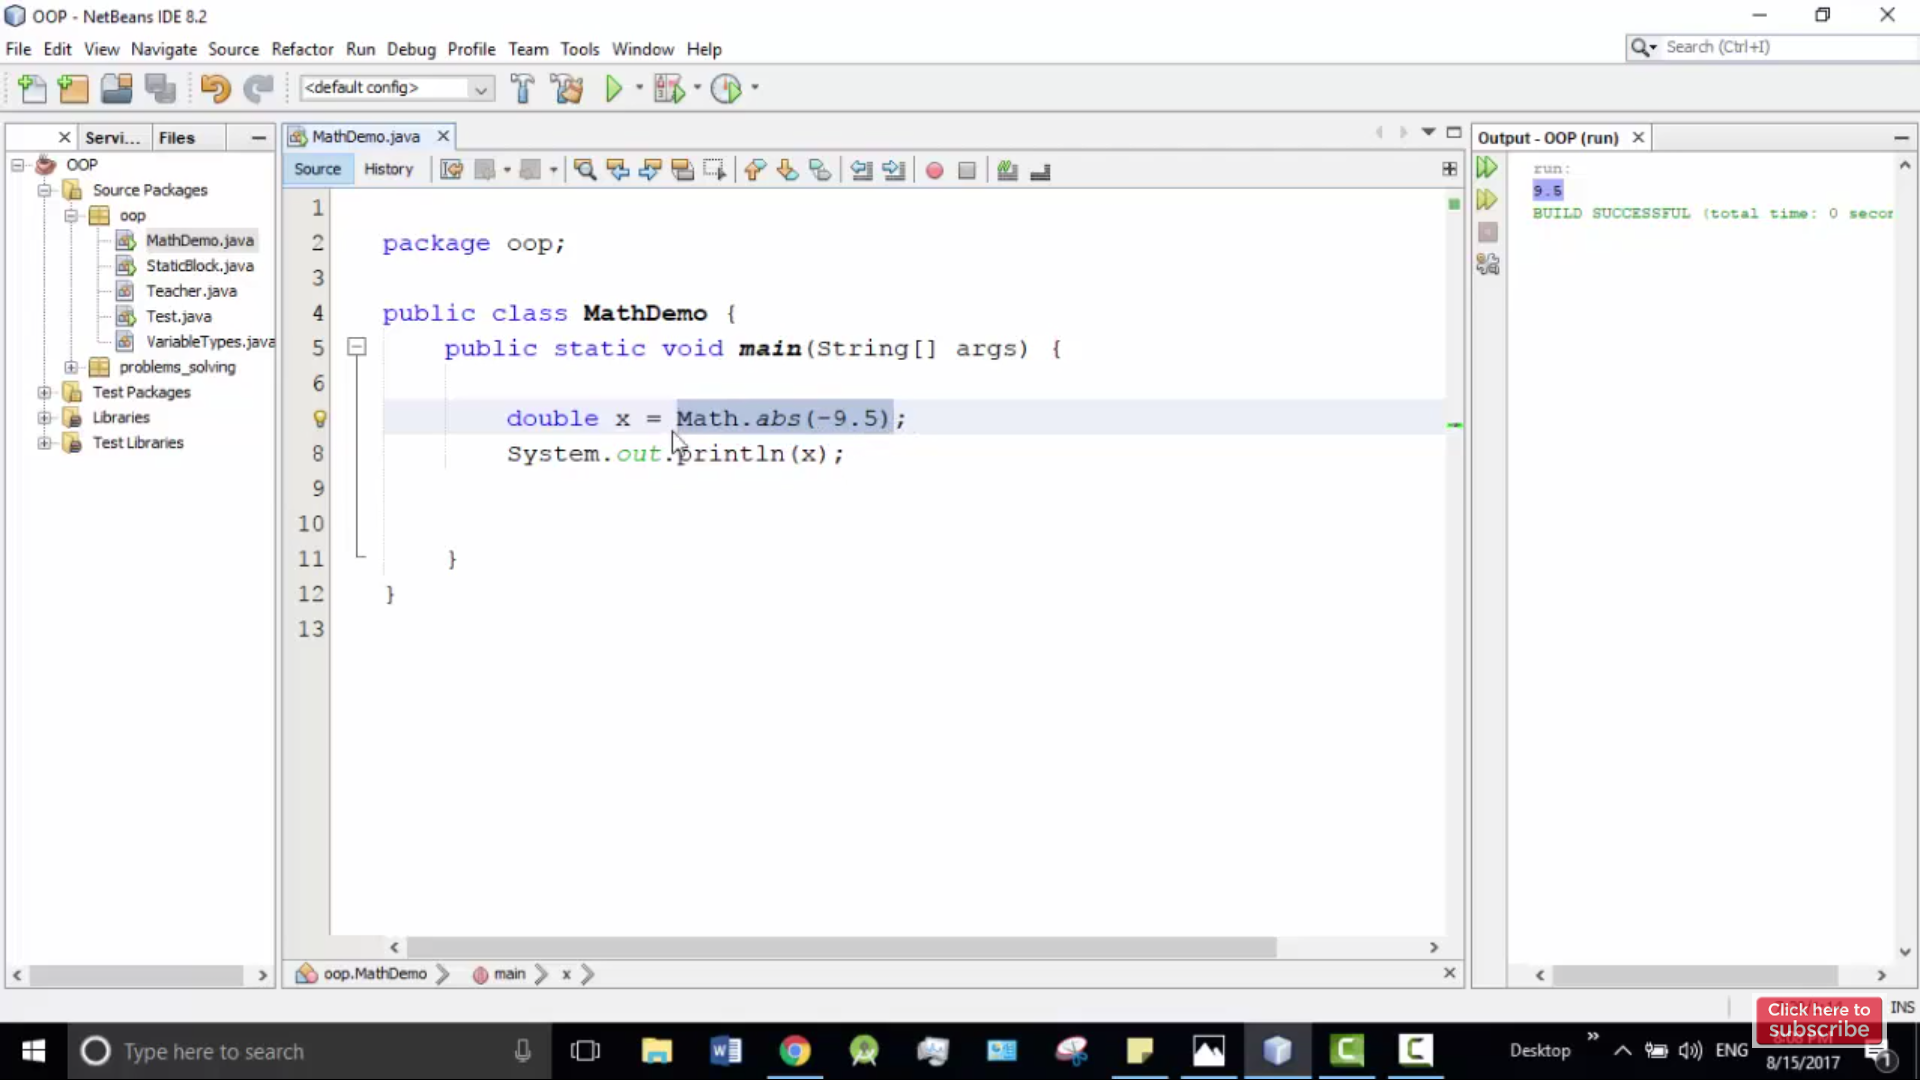 OOP - NetBeans IDE 8.2
File Edit View Navigate Source Refactor Run Debug Profile Team Tools Window Help
Search (Ctrl+I)
<default config>
Servi... Files
MathDemo.java
Output - OOP (run)
OOP
Source Packages
oop
MathDemo.java
StaticBlock.java
Teacher.java
Test.java
VariableTypes.java
problems_solving
Test Packages
Libraries
Test Libraries
Source History
1
2 package oop;
3
4 public class MathDemo {
5 public static void main(String[] args) {
6
double x = Math.abs(-9.5);
8 System.out.println(x);
9
10
11 }
12 }
13
run:
9.5
BUILD SUCCESSFUL (total time: 0 secor
oop.MathDemo main x
INS
Click here to
subscribe
Type here to search
Desktop
ENG
8/15/2017
1